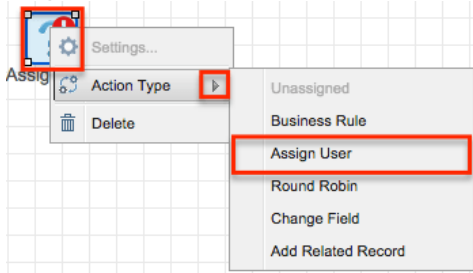 Settings...
Assig
Action Type
Delete
Unassigned
Business Rule
Assign User
Round Robin
Change Field
Add Related Record